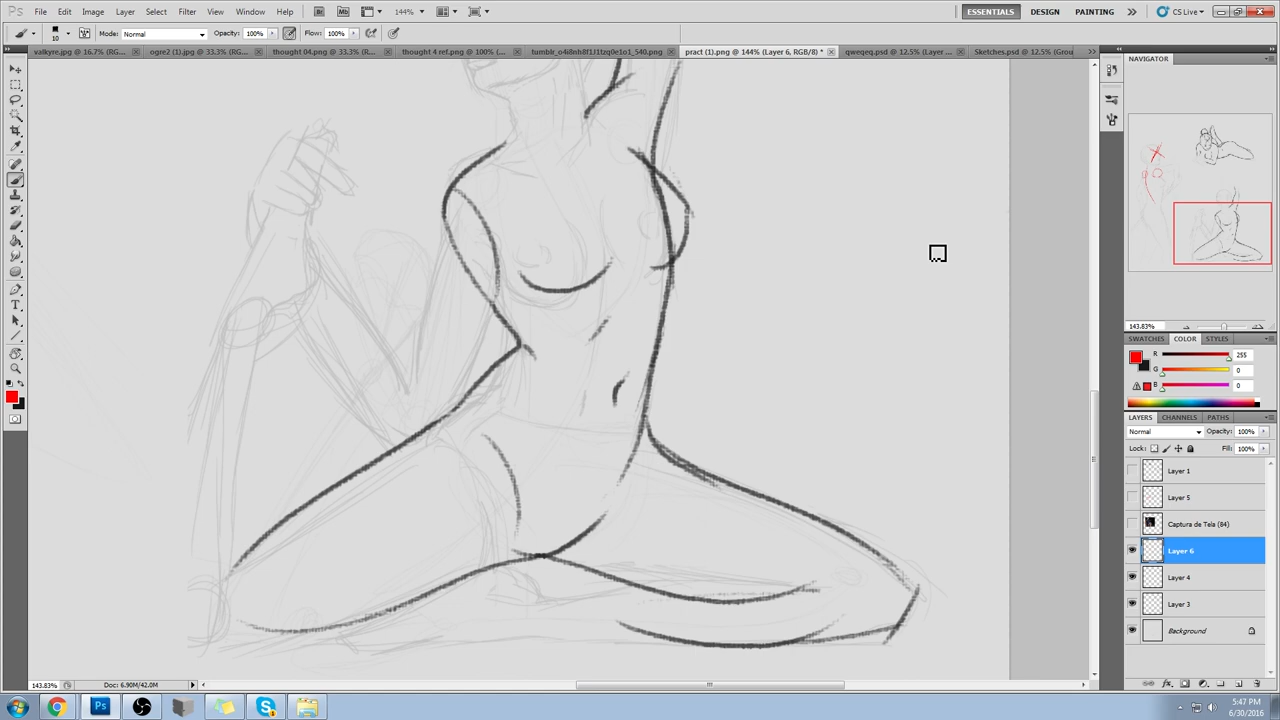 Ps File Edit Image Layer Select Filter Analysis 3D View Window Help Br Mb 144% ESSENTIALS DESIGN PAINTING >> CS Live
10 Mode: Normal Opacity: 100% Flow: 100%
valkyre.jpg @ 16.7% (RG... ogre2 (1).jpg @ 33.3% (RG... thought 04.png @ 33.3% (R... thought 4 ref.png @ 100% (... tumblr_o4i8nh8f1J1tzq0e1o1_540.png pract (1).png @ 144% (Layer 6, RGB/8) * qweqeq.psd @ 12.5% (Layer ... Sketches.psd @ 12.5% (Grou >>
NAVIGATOR
143.83%
SWATCHES COLOR STYLES
R 255
G 0
B 0
LAYERS CHANNELS PATHS
Normal Opacity: 100%
Lock: Fill: 100%
Layer 1
Layer 5
Captura de Tela (84)
Layer 6
Layer 4
Layer 3
Background
143.83% Doc: 6.90M/42.0M
5:47 PM
6/30/2016